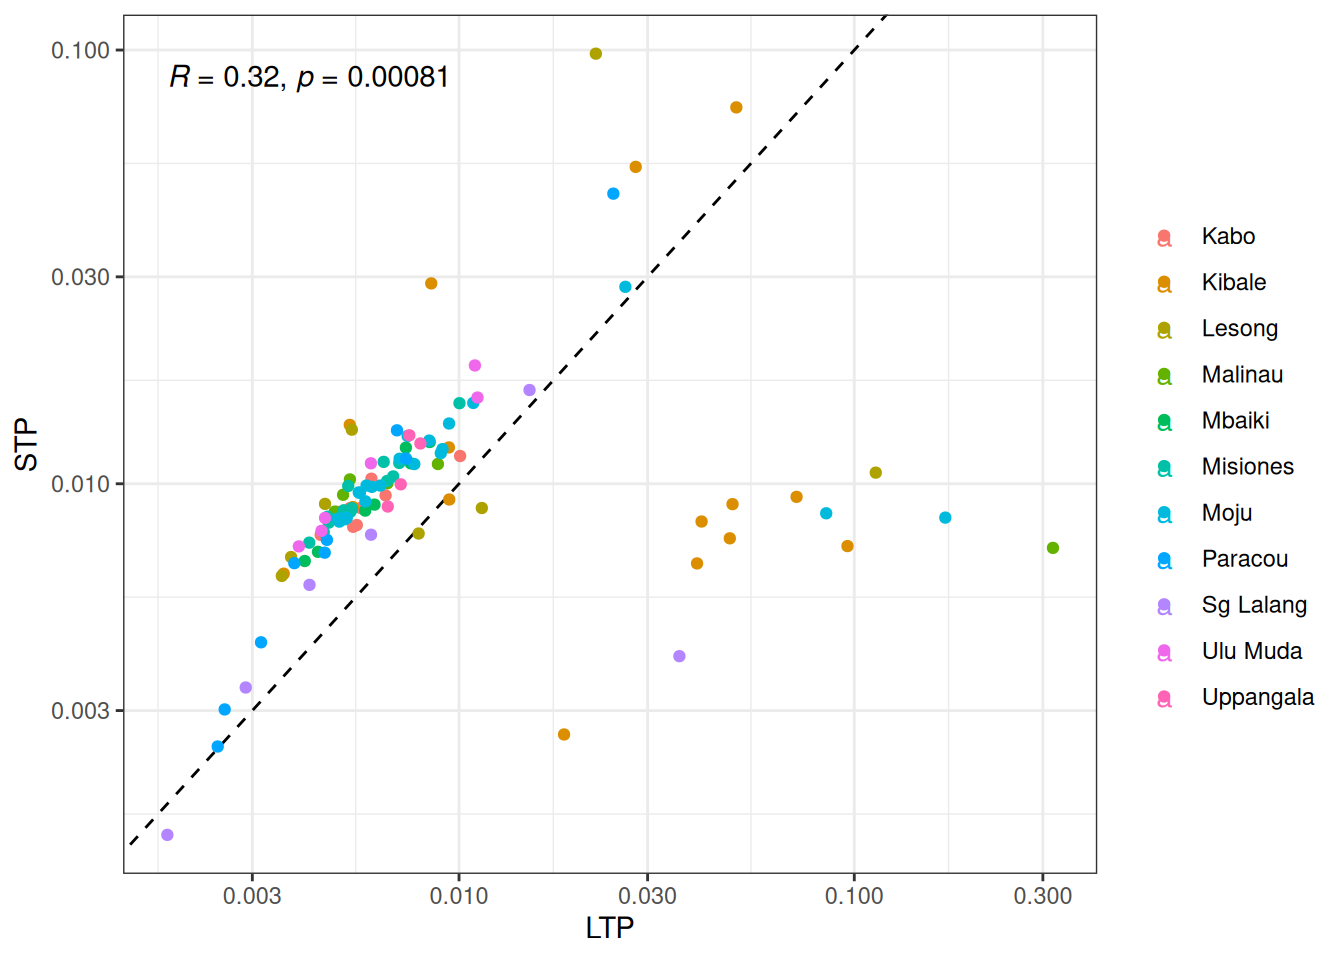 R = 0.32, p = 0.00081
0.100
0.030
0.010
0.003
STP
0.003 0.010 0.030 0.100 0.300
LTP
a Kabo
a Kibale
a Lesong
a Malinau
a Mbaiki
a Misiones
a Moju
a Paracou
a Sg Lalang
a Ulu Muda
a Uppangala